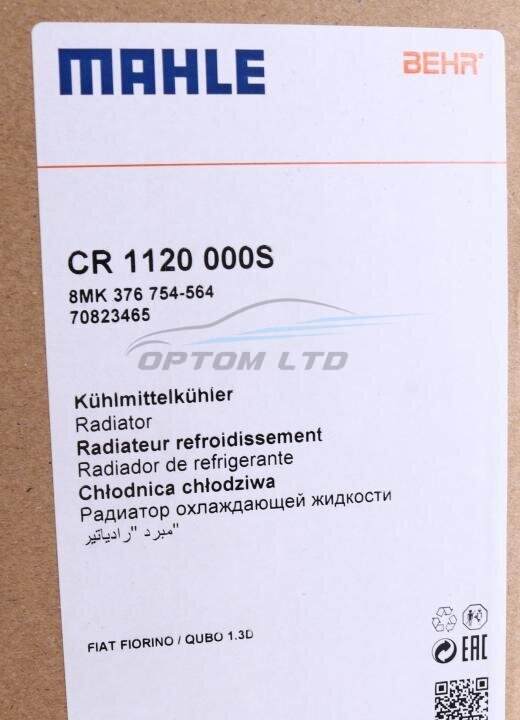 MAHLE BEHR
CR 1120 000S
8MK 376 754-564
70823465
OPTOM LTD
Kühlmittelkühler
Radiator
Radiateur refroidissement
Radiador de refrigerante
Chłodnica chłodziwa
Радиатор охлаждающей жидкости
مبرد "رادياتير"
FIAT FIORINO / QUBO 1.3D
EAC